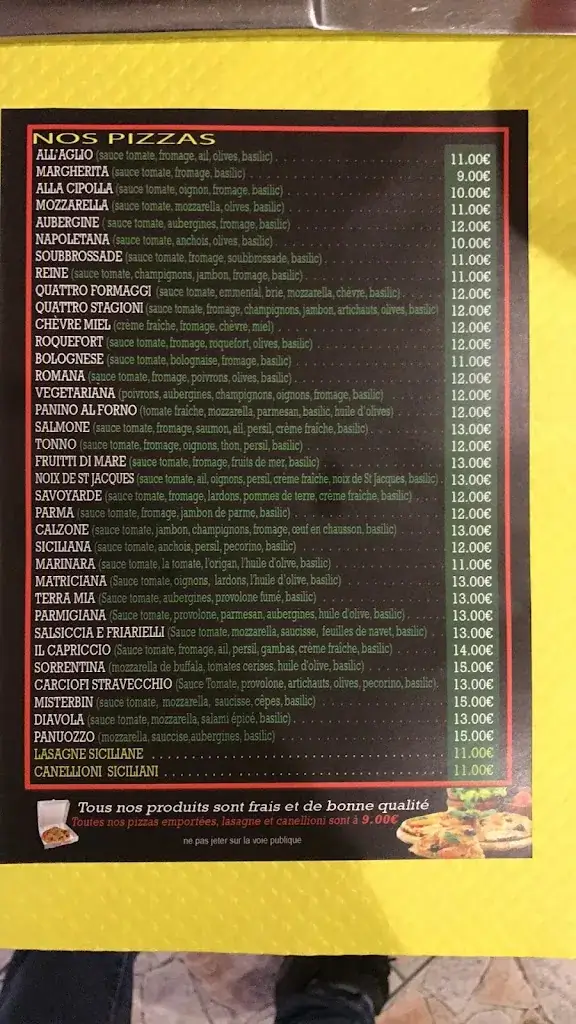 NOS PIZZAS
ALL'AGLIO (sauce tomate, fromage, ail, olives, basilic) 11.00€
MARGHERITA (sauce tomate, fromage, basilic) 9.00€
ALLA CIPOLLA (sauce tomate, oignon, fromage, basilic) 10.00€
MOZZARELLA (sauce tomate, mozzarella, olives, basilic) 11.00€
AUBERGINE ( sauce tomate, aubergines, fromage, basilic) 12.00€
NAPOLETANA (sauce tomate, anchois, olives, basilic) 10.00€
SOUBBROSSADE (sauce tomate, fromage, soubbrossade, basilic) 11.00€
REINE (sauce tomate, champignons, jambon, fromage, basilic) 11.00€
QUATTRO FORMAGGI (sauce tomate, emmental, brie, mozzarella, chèvre, basilic) 12.00€
QUATTRO STAGIONI (sauce tomate, fromage, champignons, jambon, artichauts, olives, basilic) 12.00€
CHÈVRE MIEL (crème fraîche, fromage, chèvre, miel) 12.00€
ROQUEFORT (sauce tomate, fromage, roquefort, olives, basilic) 12.00€
BOLOGNESE (sauce tomate, bolognaise, fromage, basilic) 11.00€
ROMANA (sauce tomate, fromage, poivrons, olives, basilic) 12.00€
VEGETARIANA (poivrons, aubergines, champignons, oignons, fromage, basilic) 12.00€
PANINO AL FORNO (tomate fraîche, mozzarella, parmesan, basilic, huile d'olives) 12.00€
SALMONE (sauce tomate, fromage, saumon, ail, persil, crème fraîche, basilic) 13.00€
TONNO (sauce tomate, fromage, oignons, thon, persil, basilic) 12.00€
FRUITTI DI MARE (sauce tomate, fromage, fruits de mer, basilic) 13.00€
NOIX DE ST JACQUES (sauce tomate, ail, oignons, persil, crème fraîche, noix de St Jacques, basilic) 13.00€
SAVOYARDE (sauce tomate, fromage, lardons, pommes de terre, crème fraîche, basilic) 12.00€
PARMA (sauce tomate, fromage, jambon de parme, basilic) 12.00€
CALZONE (sauce tomate, jambon, champignons, fromage, œuf en chausson, basilic) 13.00€
SICILIANA (sauce tomate, anchois, persil, pecorino, basilic) 12.00€
MARINARA (sauce tomate, la tomate, l'origan, l'huile d'olive, basilic) 11.00€
MATRICIANA (Sauce tomate, oignons, lardons, l'huile d'olive, basilic) 13.00€
TERRA MIA (Sauce tomate, aubergines, provolone fumé, basilic) 13.00€
PARMIGIANA (Sauce tomate, provolone, parmesan, aubergines, huile d'olive, basilic) 13.00€
SALSICCIA E FRIARIELLI (Sauce tomate, mozzarella, saucisse, feuilles de navet, basilic) 13.00€
IL CAPRICCIO (Sauce tomate, fromage, ail, persil, gambas, crème fraîche, basilic) 14.00€
SORRENTINA (mozzarella de buffala, tomates cerises, huile d'olive, basilic) 15.00€
CARCIOFI STRAVECCHIO (Sauce Tomate, provolone, artichauts, olives, pecorino, basilic) 13.00€
MISTERBIN (sauce tomate, mozzarella, saucisse, cèpes, basilic) 15.00€
DIAVOLA (sauce tomate, mozzarella, salami épicé, basilic) 13.00€
PANUOZZO (mozzarella, sauccise,aubergines, basilic) 15.00€
LASAGNE SICILIANE 11.00€
CANELLIONI SICILIANI 11.00€
Tous nos produits sont frais et de bonne qualité
Toutes nos pizzas emportées, lasagne et canellioni sont à 9.00€
ne pas jeter sur la voie publique